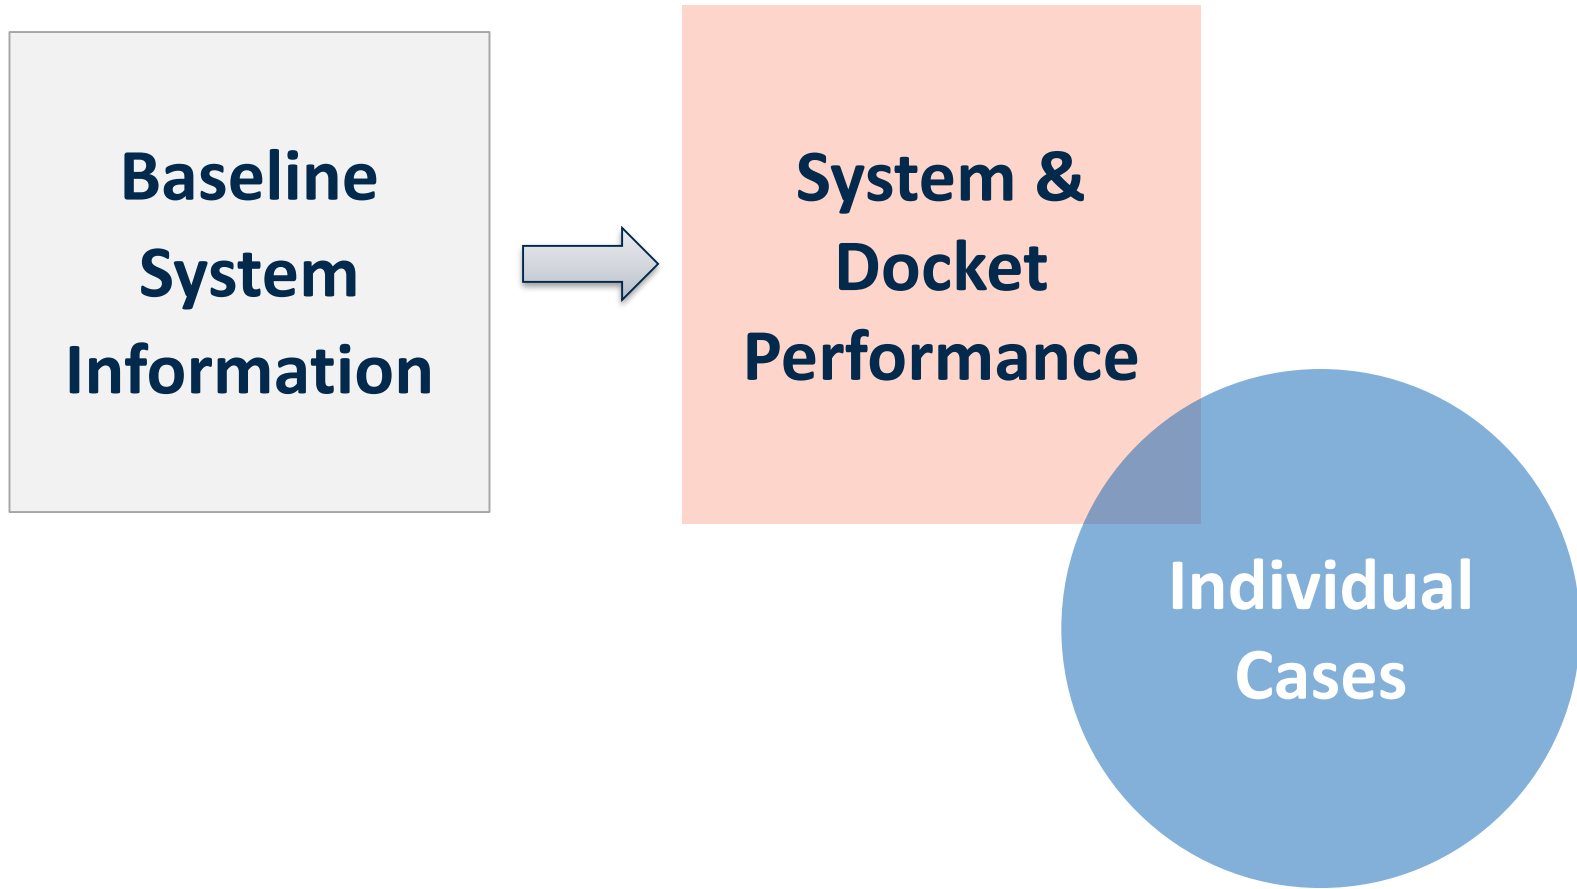 Baseline
System
Information
System &
Docket
Performance
Individual
Cases